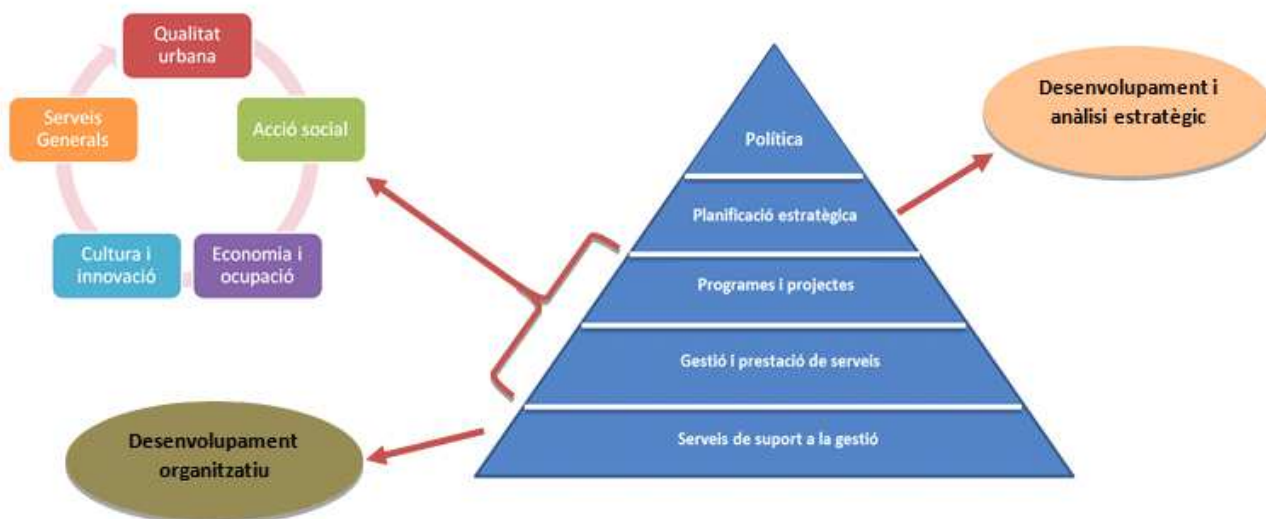 Qualitat
urbana
Serveis
Generals
Acció social
Cultura i
innovació
Economia i
ocupació
Política
Planificació estratègica
Programes i projectes
Gestió i prestació de serveis
Serveis de suport a la gestió
Desenvolupament i
anàlisi estratègic
Desenvolupament
organitzatiu